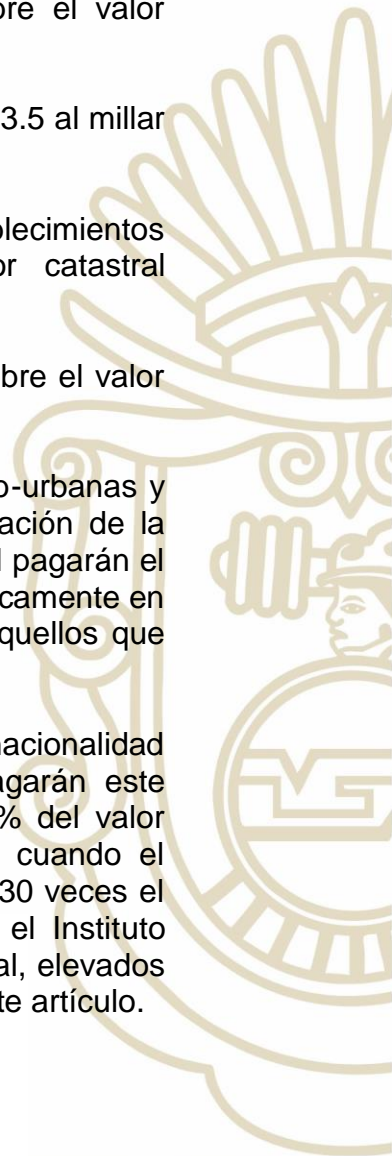 re el valor
3.5 al millar
blecimientos
or catastral
bre el valor
o-urbanas y
ación de la
l pagarán el
camente en
quellos que
nacionalidad
agarán este
% del valor
cuando el
30 veces el
el Instituto
al, elevados
te artículo.